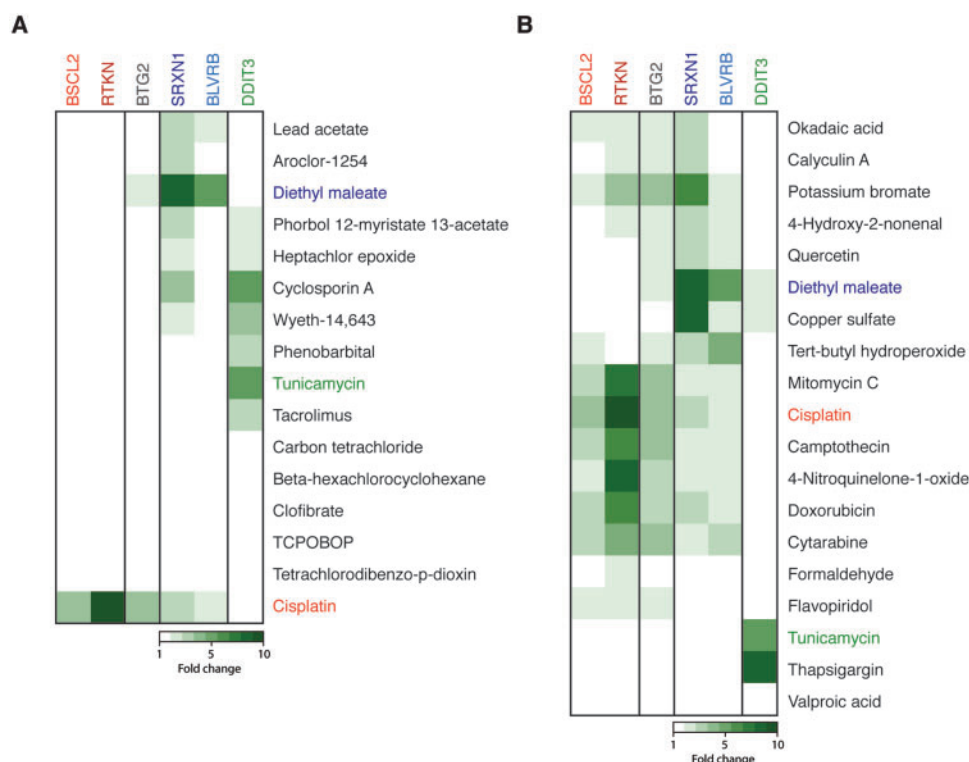 A
BSCL2
RTKN
BTG2
SRXN1
BLVRB
DDIT3
Lead acetate
Aroclor-1254
Diethyl maleate
Phorbol 12-myristate 13-acetate
Heptachlor epoxide
Cyclosporin A
Wyeth-14,643
Phenobarbital
Tunicamycin
Tacrolimus
Carbon tetrachloride
Beta-hexachlorocyclohexane
Clofibrate
TCPOBOP
Tetrachlorodibenzo-p-dioxin
Cisplatin
1 5 10
Fold change
B
BSCL2
RTKN
BTG2
SRXN1
BLVRB
DDIT3
Okadaic acid
Calyculin A
Potassium bromate
4-Hydroxy-2-nonenal
Quercetin
Diethyl maleate
Copper sulfate
Tert-butyl hydroperoxide
Mitomycin C
Cisplatin
Camptothecin
4-Nitroquinelone-1-oxide
Doxorubicin
Cytarabine
Formaldehyde
Flavopiridol
Tunicamycin
Thapsigargin
Valproic acid
1 5 10
Fold change